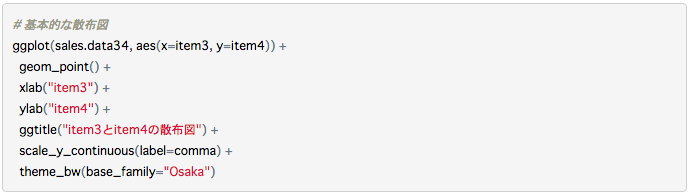 # 基本的な散布図
ggplot(sales.data34, aes(x=item3, y=item4)) +
  geom_point() +
  xlab("item3") +
  ylab("item4") +
  ggtitle("item3とitem4の散布図") +
  scale_y_continuous(label=comma) +
  theme_bw(base_family="Osaka")